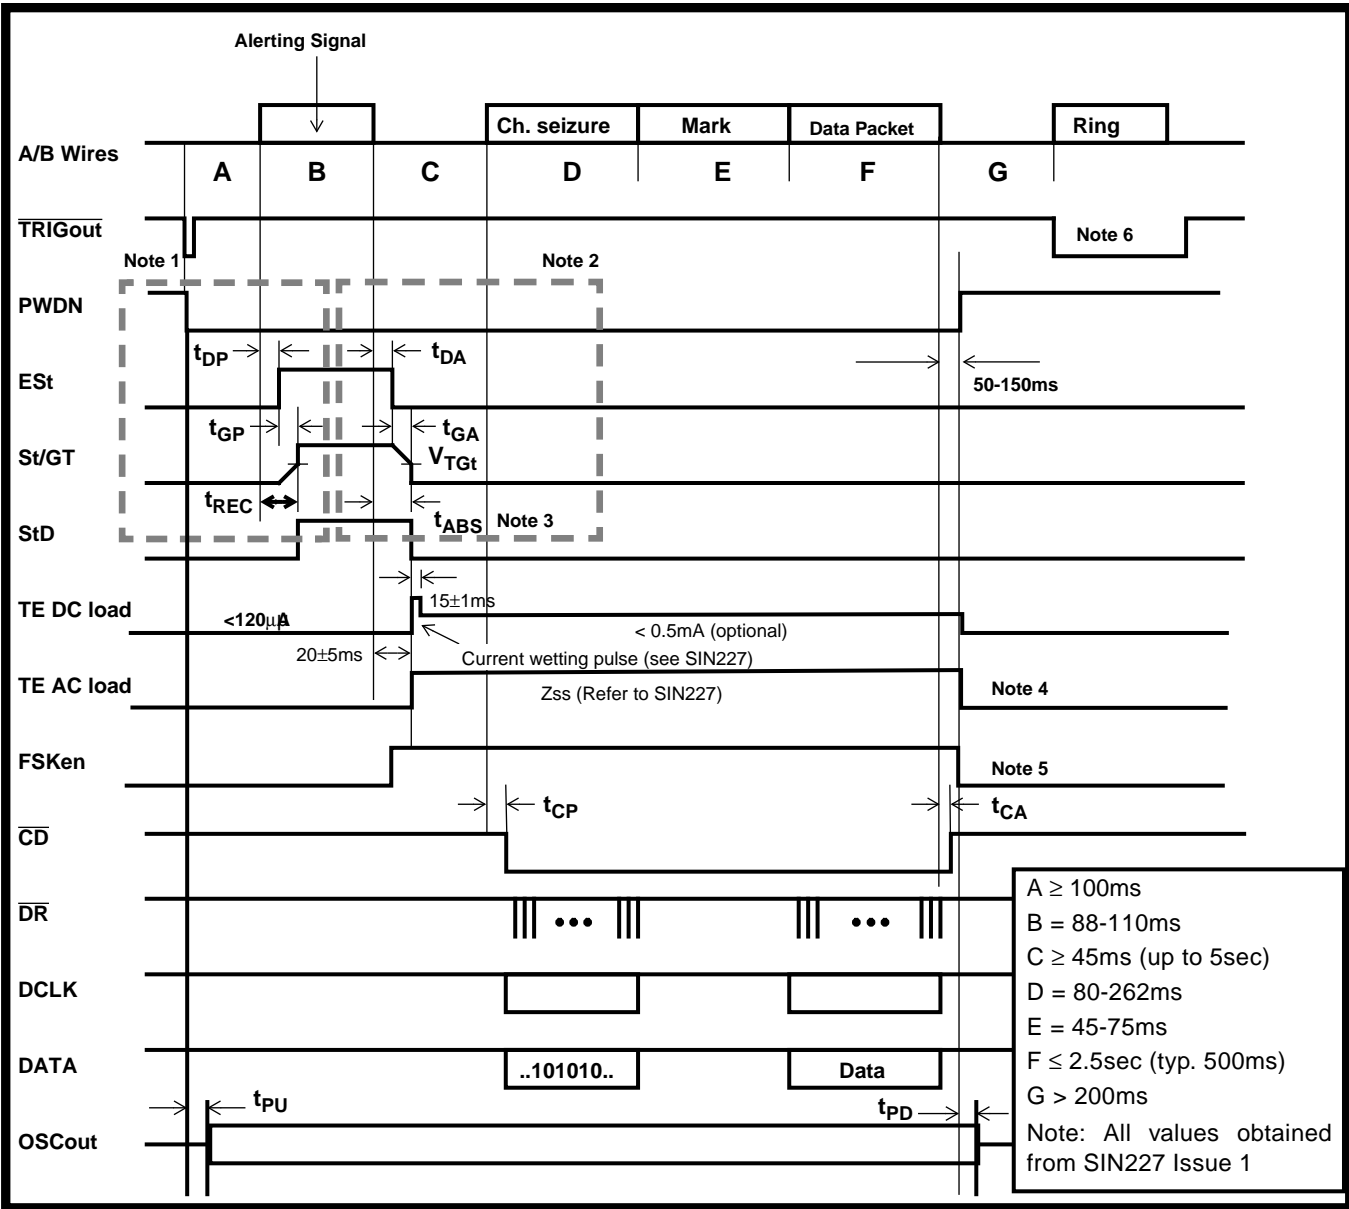 Alerting Signal
A/B Wires
Ch. seizure
Mark
Data Packet
Ring
A
B
C
D
E
F
G
TRIGout
Note 6
Note 1
Note 2
PWDN
tDP
tDA
50-150ms
ESt
tGP
tGA
VTGt
St/GT
tREC
tABS
Note 3
StD
15±1ms
TE DC load
<120µA
< 0.5mA (optional)
20±5ms
Current wetting pulse (see SIN227)
TE AC load
Zss (Refer to SIN227)
Note 4
FSKen
Note 5
tCP
tCA
CD
DR
DCLK
DATA
..101010..
Data
tPU
tPD
OSCout
A ≥ 100ms
B = 88-110ms
C ≥ 45ms (up to 5sec)
D = 80-262ms
E = 45-75ms
F ≤ 2.5sec (typ. 500ms)
G > 200ms
Note: All values obtained
from SIN227 Issue 1